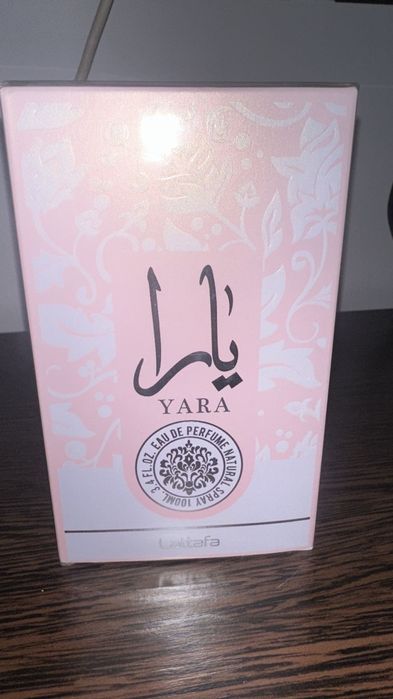 يارا
YARA
EAU DE PERFUME NATURAL SPRAY 100ML. 3.4 FL.OZ.
Lattafa